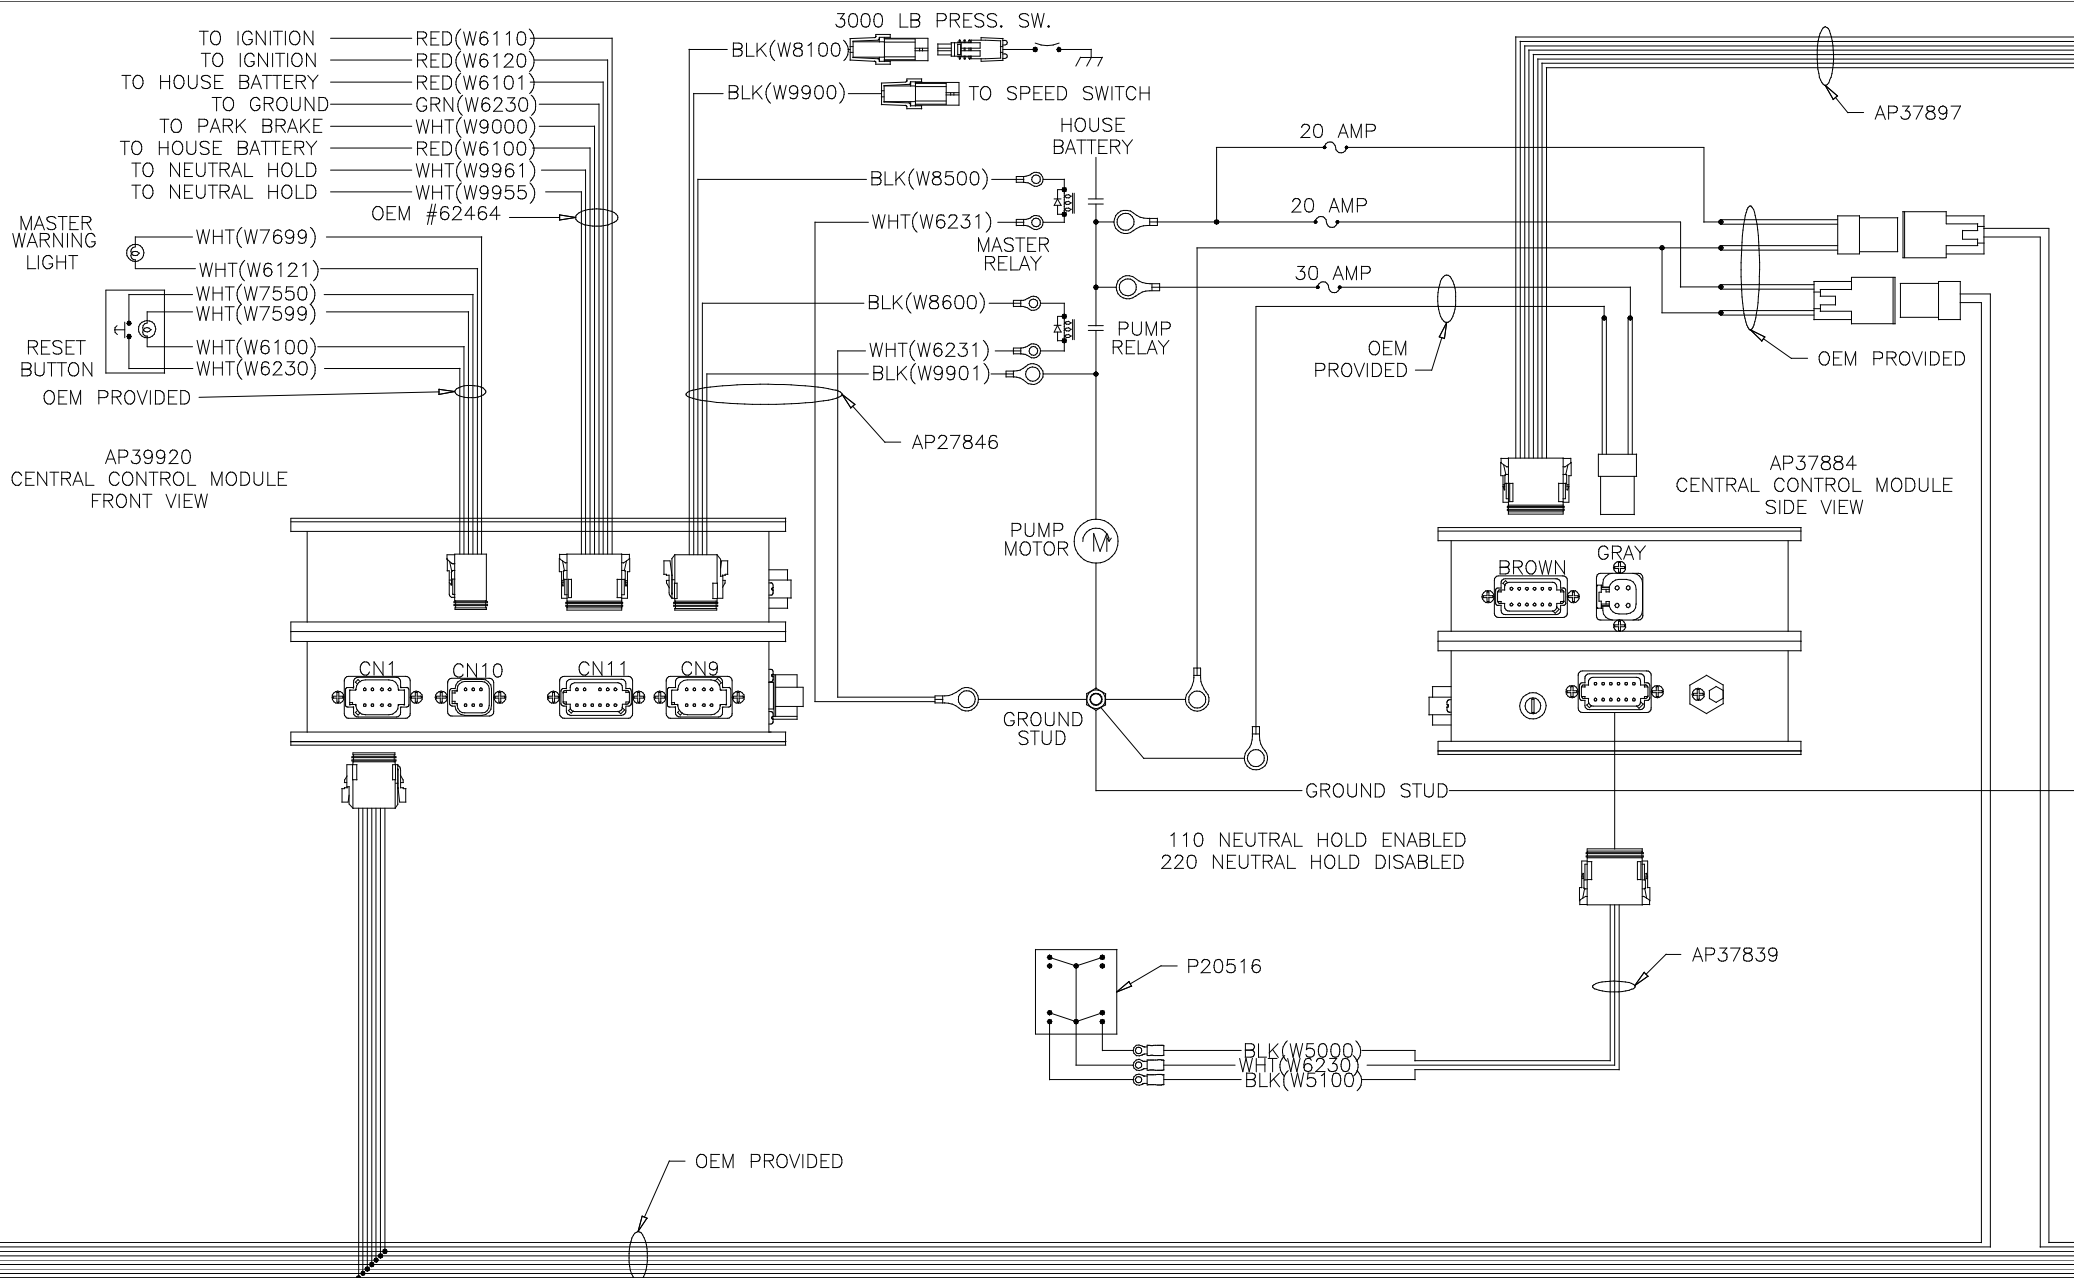 3000 LB PRESS. SW.
TO IGNITION RED(W6110)
TO IGNITION RED(W6120)
TO HOUSE BATTERY RED(W6101)
TO GROUND GRN(W6230)
TO PARK BRAKE WHT(W9000)
TO HOUSE BATTERY RED(W6100)
TO NEUTRAL HOLD WHT(W9961)
TO NEUTRAL HOLD WHT(W9955)
OEM #62464
BLK(W8100)
BLK(W9900) TO SPEED SWITCH
HOUSE
BATTERY
20 AMP
AP37897
BLK(W8500)
WHT(W6231)
MASTER
RELAY
20 AMP
MASTER
WARNING
LIGHT
WHT(W7699)
WHT(W6121)
WHT(W7550)
WHT(W7599)
RESET
BUTTON
WHT(W6100)
WHT(W6230)
OEM PROVIDED
30 AMP
BLK(W8600)
PUMP
RELAY
WHT(W6231)
BLK(W9901)
OEM
PROVIDED
OEM PROVIDED
AP27846
AP39920
CENTRAL CONTROL MODULE
FRONT VIEW
AP37884
CENTRAL CONTROL MODULE
SIDE VIEW
PUMP
MOTOR
M
GRAY
BROWN
CN1
CN10
CN11
CN9
GROUND
STUD
GROUND STUD
110 NEUTRAL HOLD ENABLED
220 NEUTRAL HOLD DISABLED
P20516
AP37839
BLK(W5000)
WHT(W6230)
BLK(W5100)
OEM PROVIDED